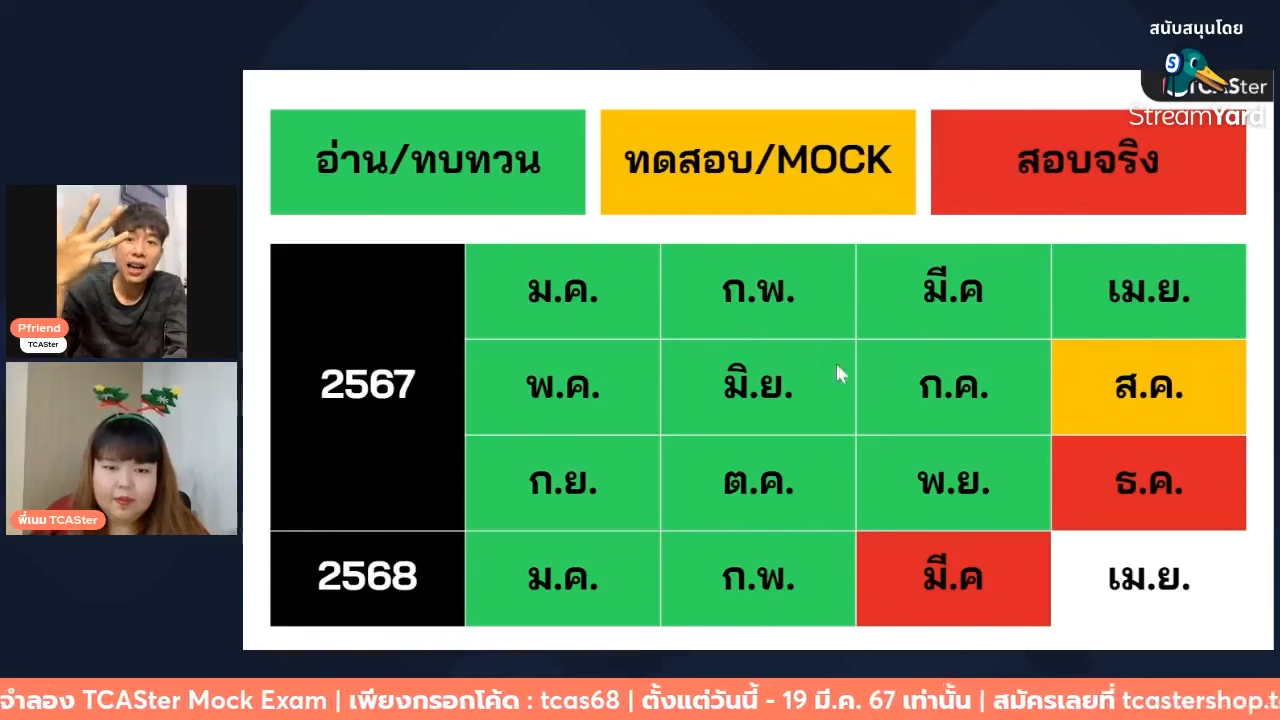 สนับสนุนโดย
StreamYard
อ่าน/ทบทวน ทดสอบ/MOCK สอบจริง
2567 ม.ค. ก.พ. มี.ค เม.ย.
พ.ค. มิ.ย. ก.ค. ส.ค.
ก.ย. ต.ค. พ.ย. ธ.ค.
2568 ม.ค. ก.พ. มี.ค เม.ย.
Pfriend
TCASter
พี่เนม TCASter
จำลอง TCASter Mock Exam | เพียงกรอกโค้ด : tcas68 | ตั้งแต่วันนี้ - 19 มี.ค. 67 เท่านั้น | สมัครเลยที่ tcastershop.t